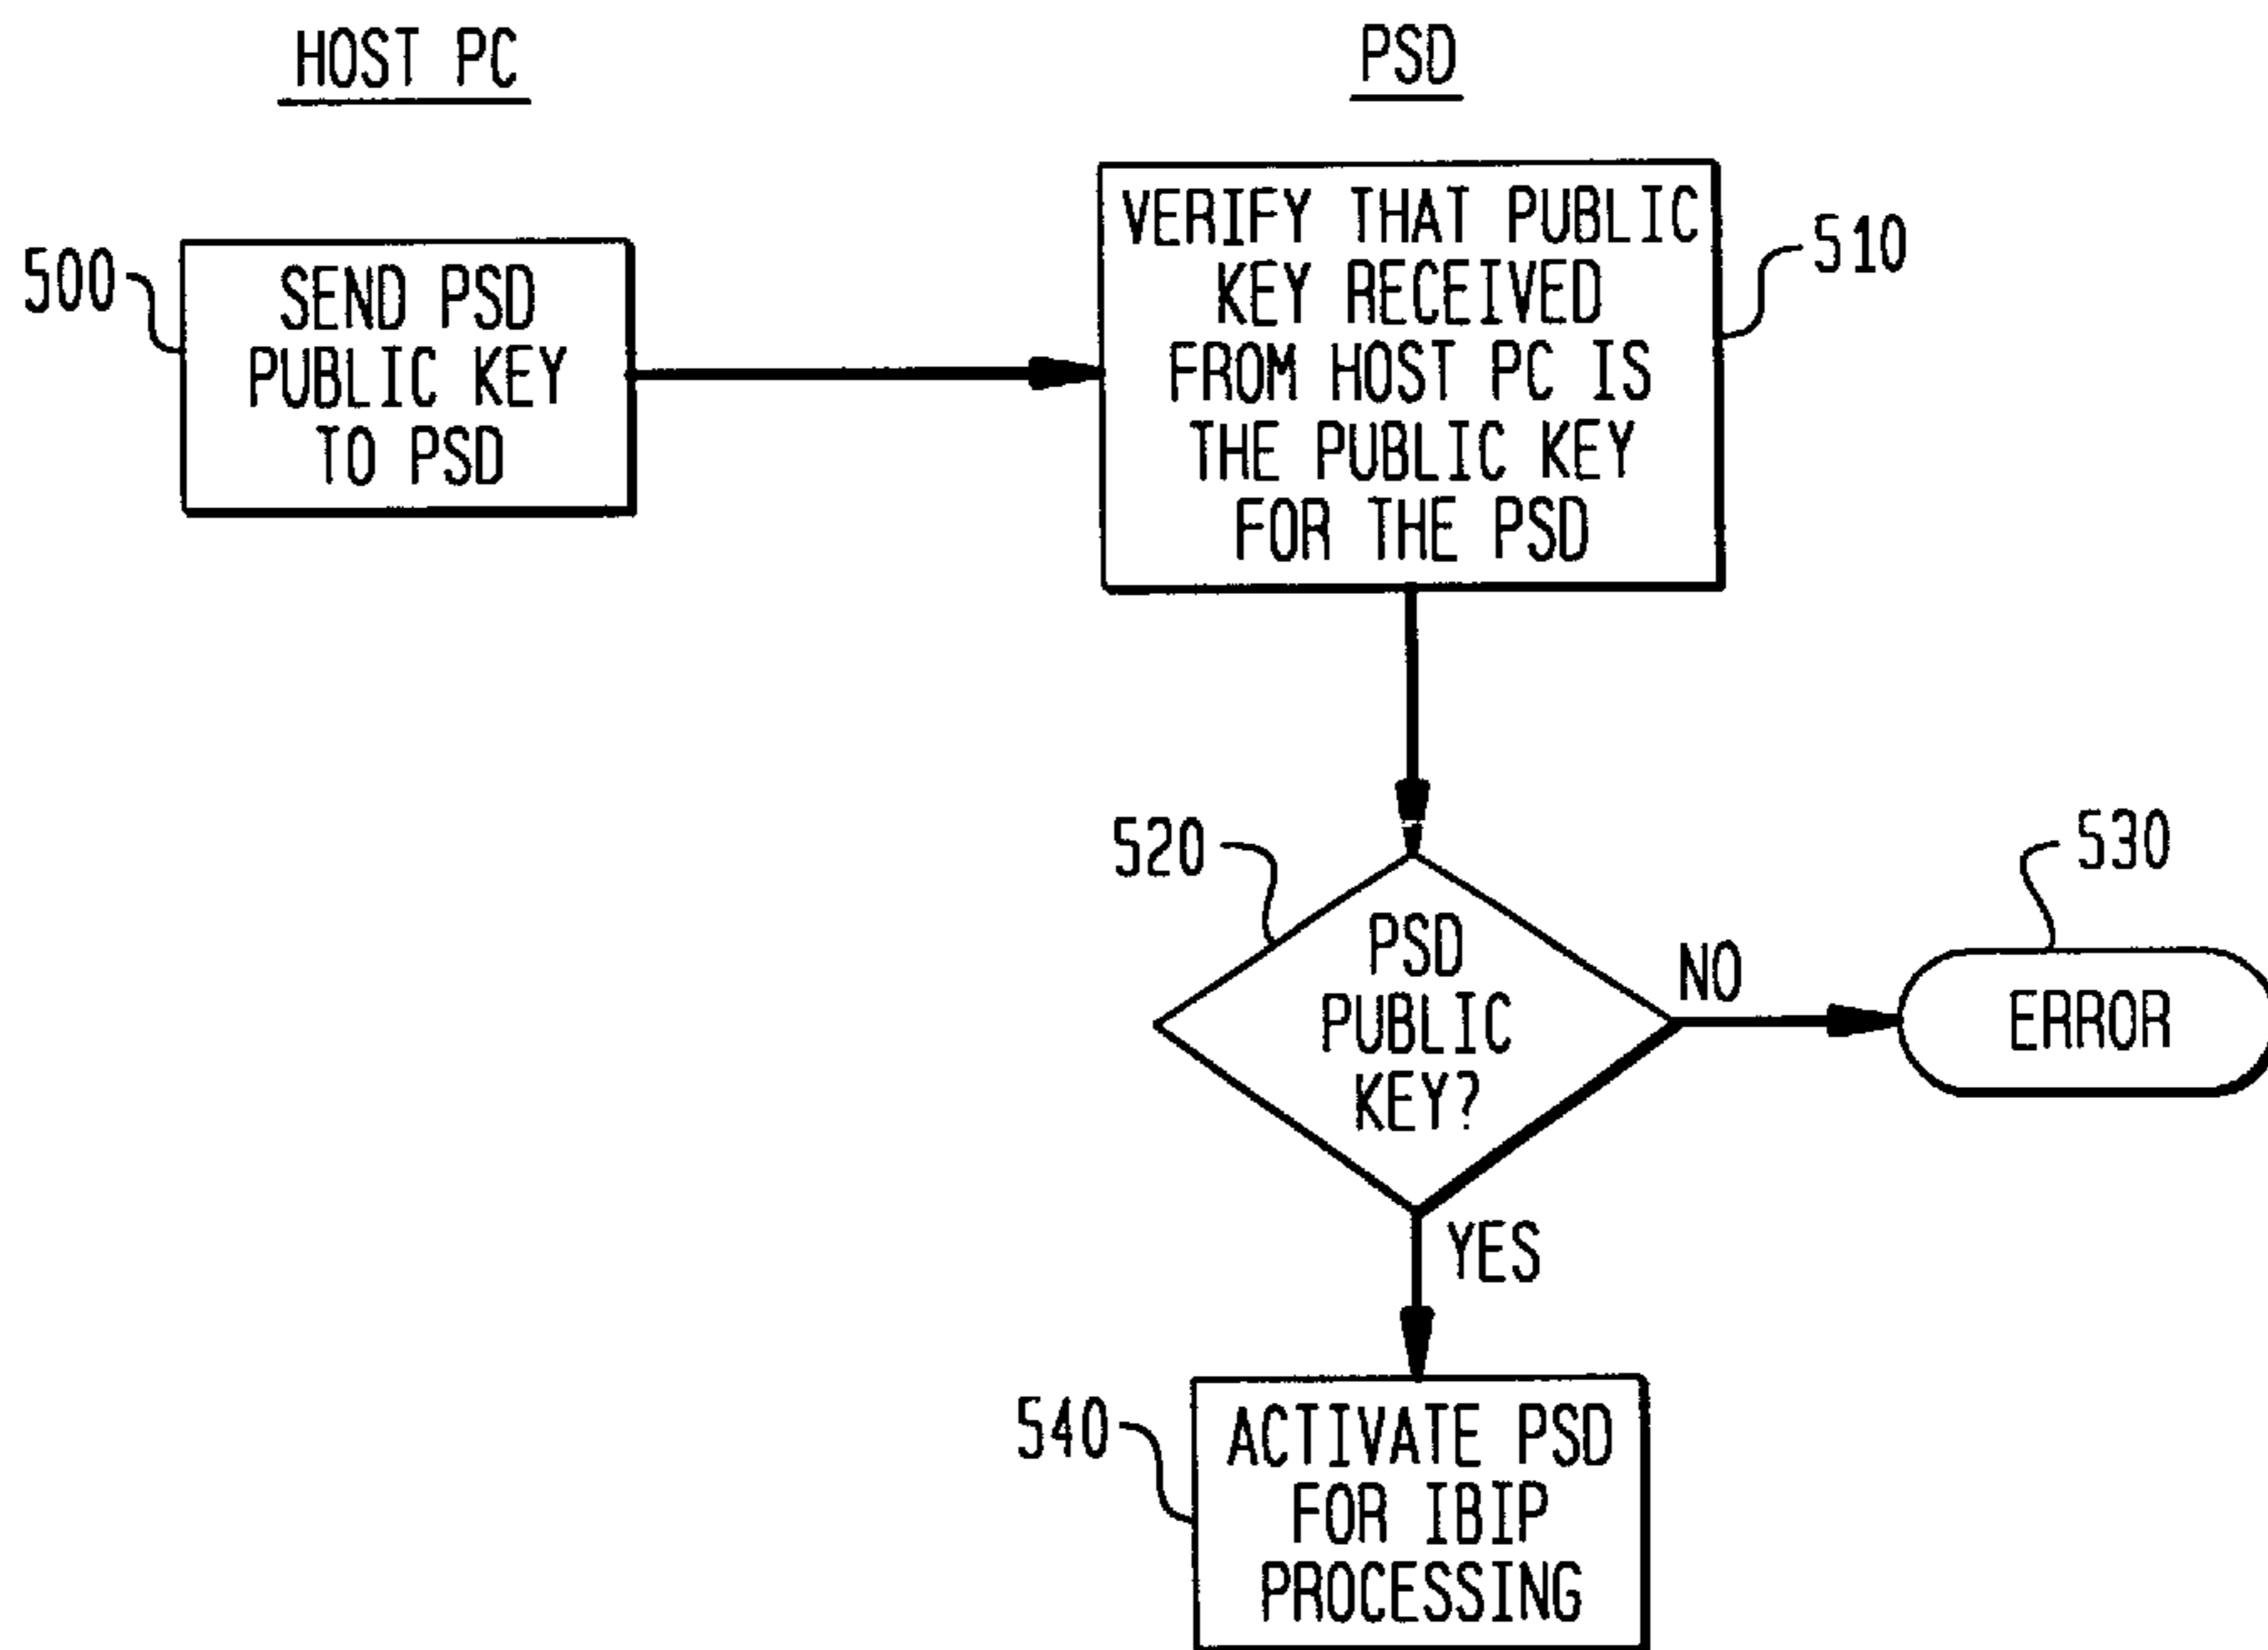 HOST PC
PSD
500
SEND PSD
PUBLIC KEY
TO PSD
VERIFY THAT PUBLIC
KEY RECEIVED
FROM HOST PC IS
THE PUBLIC KEY
FOR THE PSD
510
520
PSD
PUBLIC
KEY?
NO
530
ERROR
YES
540
ACTIVATE PSD
FOR IBIP
PROCESSING